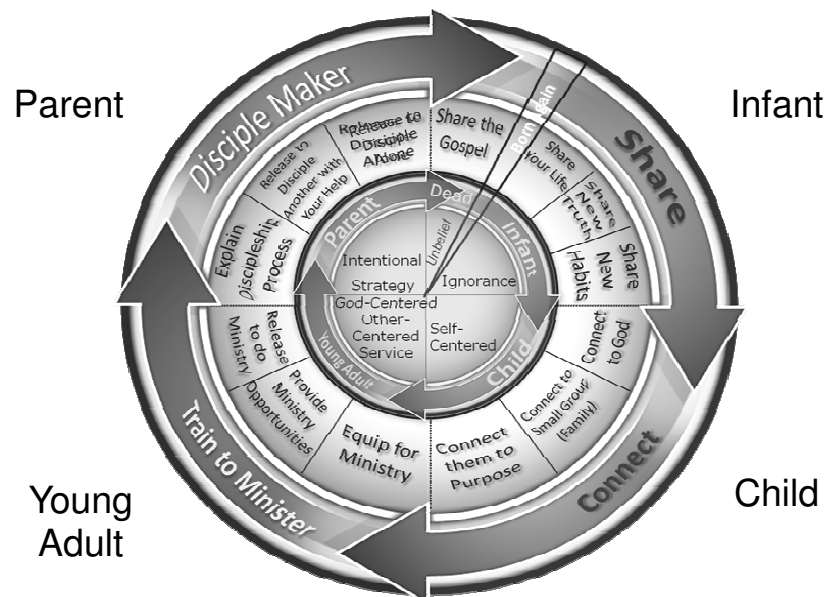 Parent
Infant
Young
Adult
Child
Disciple Maker
Share
Connect
Train to Minister
Born Again
Share the
Gospel
Share
Your Life
Share
New
Truth
Share
New
Habits
Connect
to God
Connect to
Small Group
(Family)
Connect
them to
Purpose
Equip for
Ministry
Provide
Ministry
Opportunities
Release
to do
Ministry
Explain
Discipleship
Process
Release to
Disciple
Another with
Your Help
Release to
Disciple
Alone
Dead
Infant
Child
Young Adult
Parent
Unbelief
Ignorance
Self-
Centered
Intentional
Strategy
God-Centered
Other-
Centered
Service